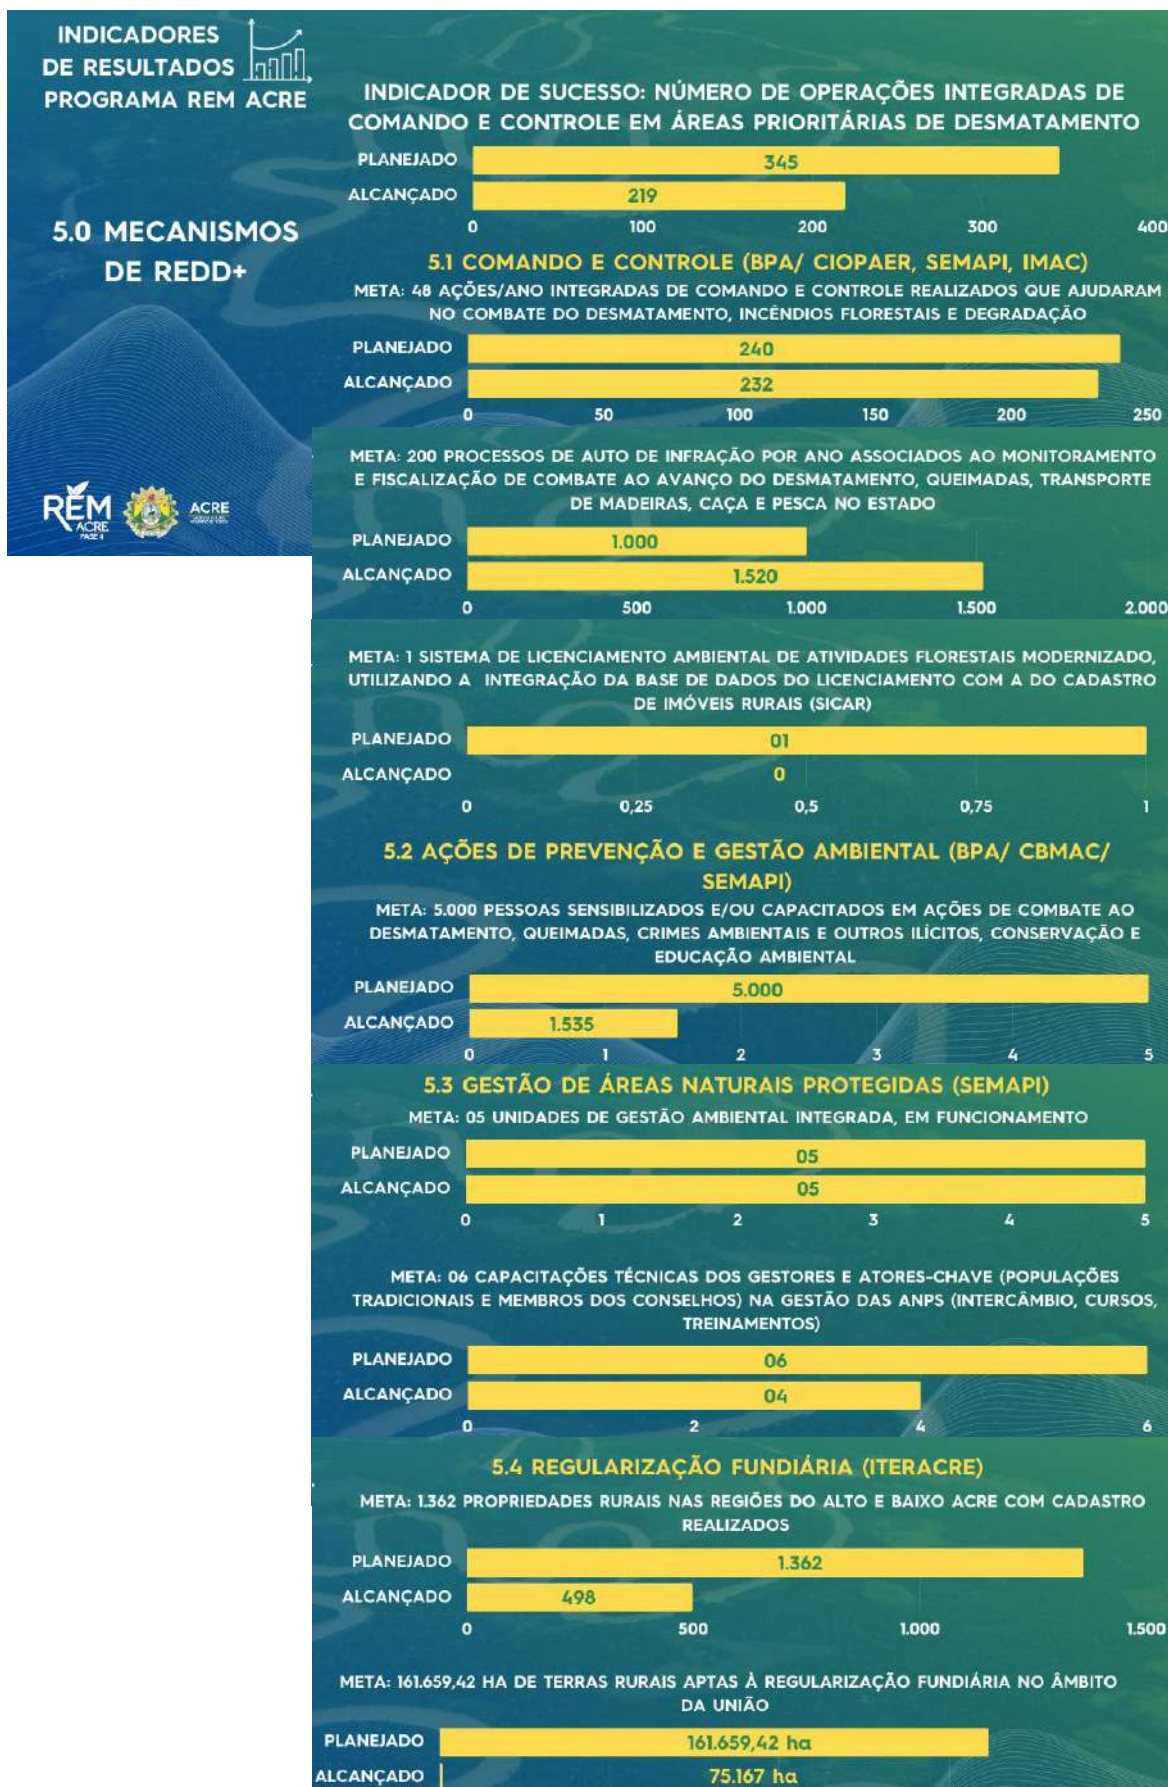 INDICADORES
DE RESULTADOS
PROGRAMA REM ACRE
5.0 MECANISMOS
DE REDD+
REM
ACRE
FASE II
ACRE
INDICADOR DE SUCESSO: NÚMERO DE OPERAÇÕES INTEGRADAS DE
COMANDO E CONTROLE EM ÁREAS PRIORITÁRIAS DE DESMATAMENTO
PLANEJADO 345
ALCANÇADO 219
0 100 200 300 400
5.1 COMANDO E CONTROLE (BPA/ CIOPAER, SEMAPI, IMAC)
META: 48 AÇÕES/ANO INTEGRADAS DE COMANDO E CONTROLE REALIZADOS QUE AJUDARAM
NO COMBATE DO DESMATAMENTO, INCÊNDIOS FLORESTAIS E DEGRADAÇÃO
PLANEJADO 240
ALCANÇADO 232
0 50 100 150 200 250
META: 200 PROCESSOS DE AUTO DE INFRAÇÃO POR ANO ASSOCIADOS AO MONITORAMENTO
E FISCALIZAÇÃO DE COMBATE AO AVANÇO DO DESMATAMENTO, QUEIMADAS, TRANSPORTE
DE MADEIRAS, CAÇA E PESCA NO ESTADO
PLANEJADO 1.000
ALCANÇADO 1.520
0 500 1.000 1.500 2.000
META: 1 SISTEMA DE LICENCIAMENTO AMBIENTAL DE ATIVIDADES FLORESTAIS MODERNIZADO,
UTILIZANDO A INTEGRAÇÃO DA BASE DE DADOS DO LICENCIAMENTO COM A DO CADASTRO
DE IMÓVEIS RURAIS (SICAR)
PLANEJADO 01
ALCANÇADO 0
0 0,25 0,5 0,75 1
5.2 AÇÕES DE PREVENÇÃO E GESTÃO AMBIENTAL (BPA/ CBMAC/
SEMAPI)
META: 5.000 PESSOAS SENSIBILIZADOS E/OU CAPACITADOS EM AÇÕES DE COMBATE AO
DESMATAMENTO, QUEIMADAS, CRIMES AMBIENTAIS E OUTROS ILÍCITOS, CONSERVAÇÃO E
EDUCAÇÃO AMBIENTAL
PLANEJADO 5.000
ALCANÇADO 1.535
0 1 2 3 4 5
5.3 GESTÃO DE ÁREAS NATURAIS PROTEGIDAS (SEMAPI)
META: 05 UNIDADES DE GESTÃO AMBIENTAL INTEGRADA, EM FUNCIONAMENTO
PLANEJADO 05
ALCANÇADO 05
0 1 2 3 4 5
META: 06 CAPACITAÇÕES TÉCNICAS DOS GESTORES E ATORES-CHAVE (POPULAÇÕES
TRADICIONAIS E MEMBROS DOS CONSELHOS) NA GESTÃO DAS ANPS (INTERCÂMBIO, CURSOS,
TREINAMENTOS)
PLANEJADO 06
ALCANÇADO 04
0 2 4 6
5.4 REGULARIZAÇÃO FUNDIÁRIA (ITERACRE)
META: 1.362 PROPRIEDADES RURAIS NAS REGIÕES DO ALTO E BAIXO ACRE COM CADASTRO
REALIZADOS
PLANEJADO 1.362
ALCANÇADO 498
0 500 1.000 1.500
META: 161.659,42 HA DE TERRAS RURAIS APTAS À REGULARIZAÇÃO FUNDIÁRIA NO ÂMBITO
DA UNIÃO
PLANEJADO 161.659,42 ha
ALCANÇADO 75.167 ha